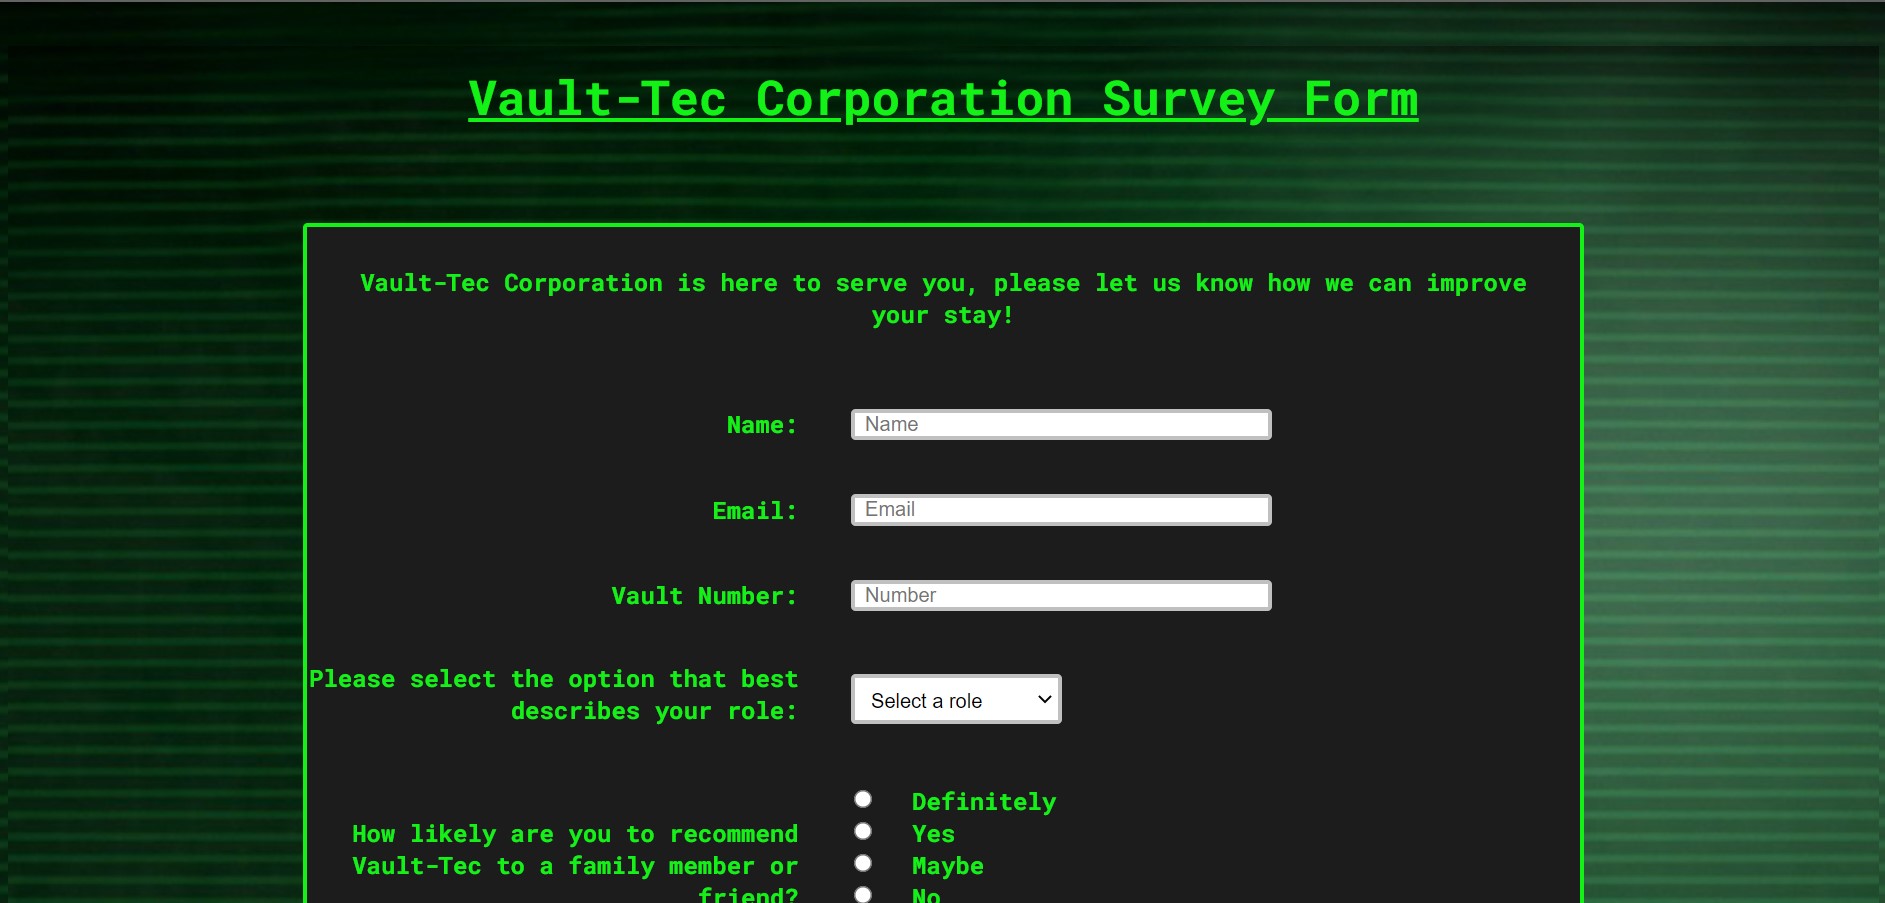 Vault-Tec Corporation Survey Form
Vault-Tec Corporation is here to serve you, please let us know how we can improve
your stay!
Name: Name
Email: Email
Vault Number: Number
Please select the option that best
describes your role: Select a role
Definitely
How likely are you to recommend Yes
Vault-Tec to a family member or Maybe
friend? No